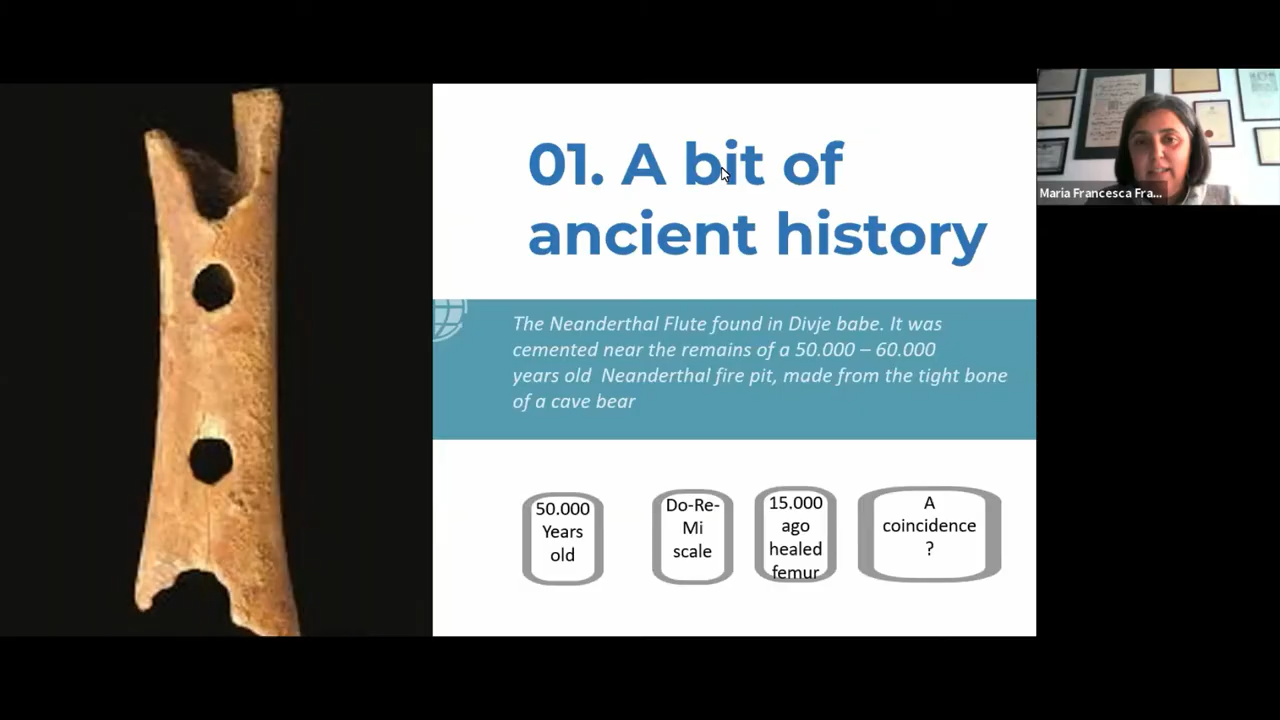 01. A bit of
ancient history
The Neanderthal Flute found in Divje babe. It was
cemented near the remains of a 50.000 – 60.000
years old Neanderthal fire pit, made from the tight bone
of a cave bear
50.000
Years
old
Do-Re-
Mi
scale
15.000
ago
healed
femur
A
coincidence
?
Maria Francesca Fra...